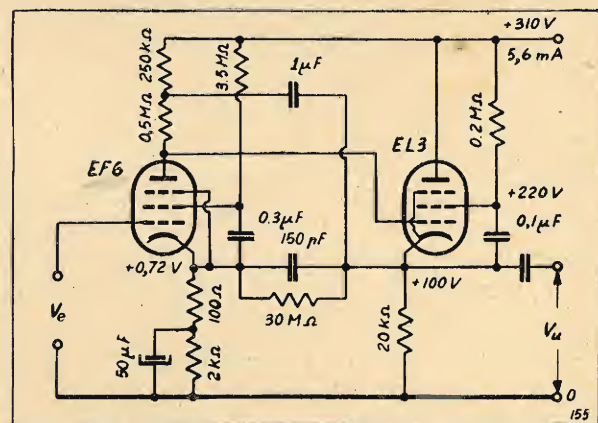 +310 V
5,6 mA
250 kΩ
3.5 MΩ
1 µF
0,5 MΩ
0.2 MΩ
EF6
EL3
+220 V
0.3 µF
0,1 µF
150 pF
+0,72 V
+100 V
100 Ω
30 MΩ
Ve
Vu
20 kΩ
50 µF
2 kΩ
0
155